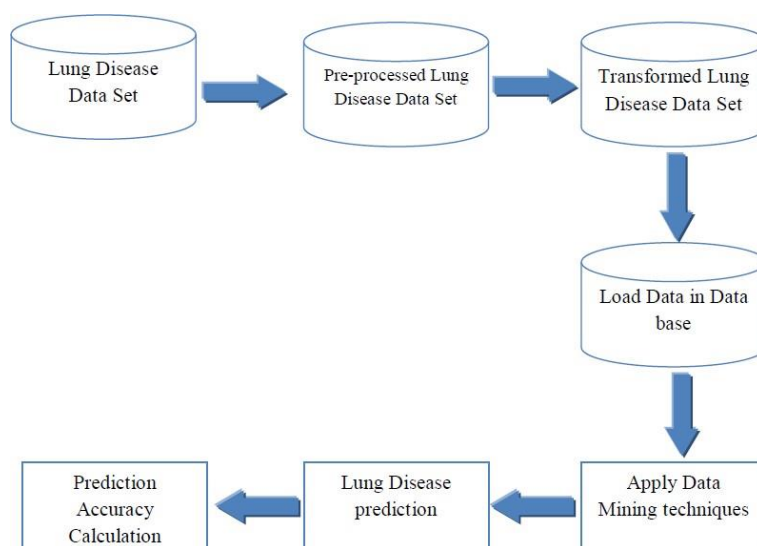 Lung Disease
Data Set
Pre-processed Lung
Disease Data Set
Transformed Lung
Disease Data Set
Load Data in Data
base
Apply Data
Mining techniques
Lung Disease
prediction
Prediction
Accuracy
Calculation